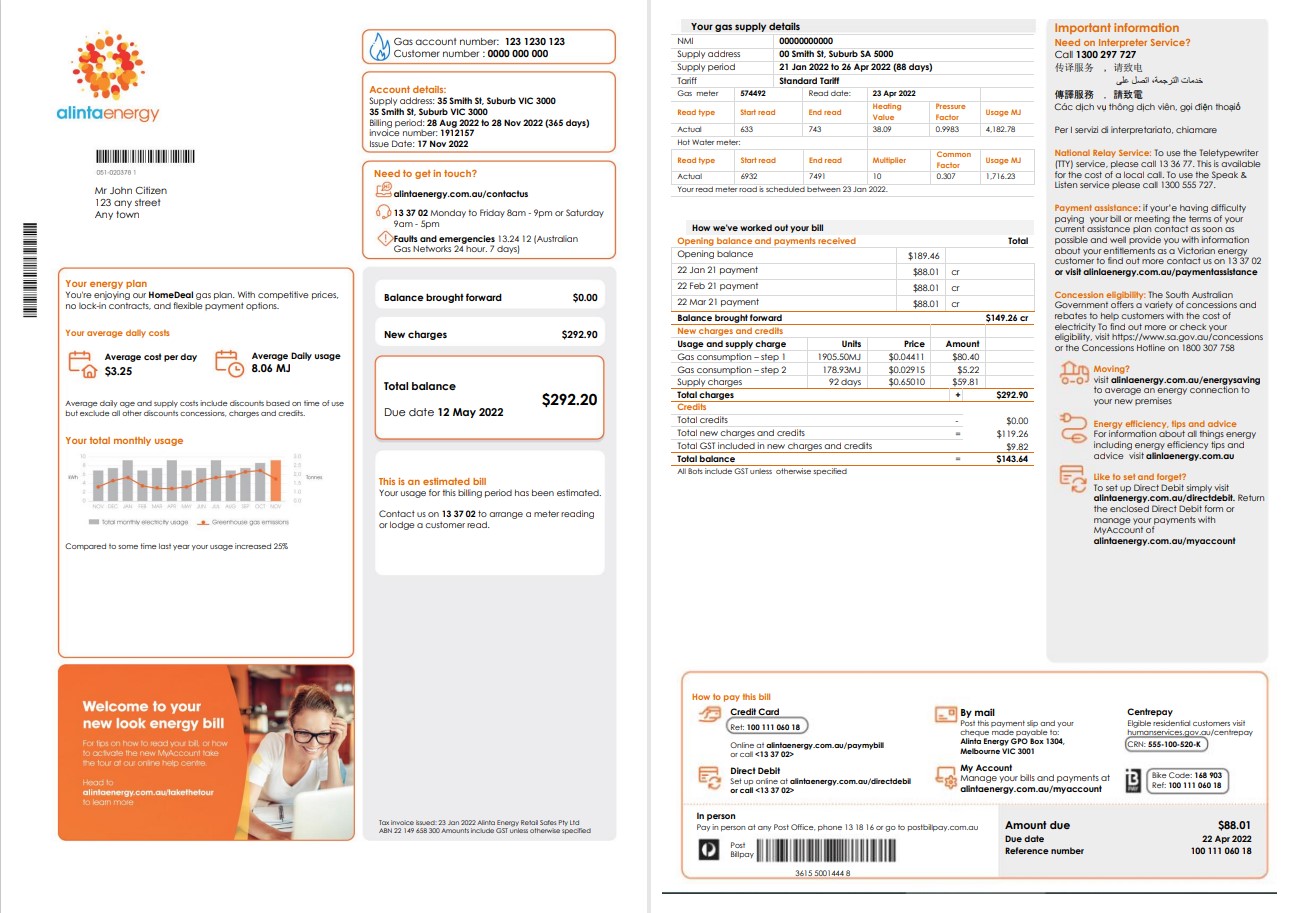 alintaenergy
Gas account number: 123 1230 123
Customer number : 0000 000 000
Account details:
Supply address: 35 Smith St, Suburb VIC 3000
35 Smith St, Suburb VIC 3000
Billing period: 28 Aug 2022 to 28 Nov 2022 (365 days)
invoice number: 1912157
Issue Date: 17 Nov 2022
051-020378 1
Mr John Citizen
123 any street
Any town
Need to get in touch?
alintaenergy.com.au/contactus
13 37 02 Monday to Friday 8am - 9pm or Saturday
9am - 5pm
Faults and emergencies 13.24 12 (Australian
Gas Networks 24 hour. 7 days)
Your energy plan
You're enjoying our HomeDeal gas plan. With competitive prices,
no lock-in contracts, and flexible payment options.
Your average daily costs
Average cost per day
$3.25
Average Daily usage
8.06 MJ
Average daily age and supply costs include discounts based on time of use
but exclude all other discounts concessions, charges and credits.
Your total monthly usage
10 8 6 4 2 0
kWh
3.0 2.5 2.0 1.5 1.0 0.0
Tonnes
NOV DEC JAN FEB MAR APR MAY JUN JUL AUG SEP OCT NOV
Total monthly electricity usage Greenhouse gas emissions
Compared to some time last year your usage increased 25%
Balance brought forward $0.00
New charges $292.90
Total balance
$292.20
Due date 12 May 2022
This is an estimated bill
Your usage for this billing period has been estimated.
Contact us on 13 37 02 to arrange a meter reading
or lodge a customer read.
Welcome to your
new look energy bill
For tips on how to read your bill, or how
to activate the new MyAccount take
the tour at our online help centre.
Head to
alintaenergy.com.au/takethetour
to learn more
Tax invoice issued: 23 Jan 2022 Alinta Energy Retail Safes Pty Ltd
ABN 22 149 658 300 Amounts include GST unless otherwise specified
Your gas supply details
NMI 00000000000
Supply address 00 Smith St, Suburb SA 5000
Supply period 21 Jan 2022 to 26 Apr 2022 (88 days)
Tariff Standard Tariff
Gas meter 574492 Read date: 23 Apr 2022
Read type Start read End read Heating Value Pressure Factor Usage MJ
Actual 633 743 38.09 0.9983 4,182.78
Hot Water meter:
Read type Start read End read Multiplier Common Factor Usage MJ
Actual 6932 7491 10 0.307 1,716.23
Your read meter road is scheduled between 23 Jan 2022.
How we've worked out your bill
Opening balance and payments received Total
Opening balance $189.46
22 Jan 21 payment $88.01 cr
22 Feb 21 payment $88.01 cr
22 Mar 21 payment $88.01 cr
Balance brought forward $149.26 cr
New charges and credits
Usage and supply charge Units Price Amount
Gas consumption – step 1 1905.50MJ $0.04411 $80.40
Gas consumption – step 2 178.93MJ $0.02915 $5.22
Supply charges 92 days $0.65010 $59.81
Total charges + $292.90
Credits
Total credits - $0.00
Total new charges and credits = $119.26
Total GST included in new charges and credits $9.82
Total balance = $143.64
All Bots include GST unless otherwise specified
Important information
Need on Interpreter Service?
Call 1300 297 727
传译服务 ，请致电
خدمات الترجمة، اتصل على
傳譯服務 ，請致電
Các dịch vụ thông dịch viên, gọi điện thoại
Per l servizi di interpretariato, chiamare
National Relay Service: To use the Teletypewriter
(TTY) service, please call 13 36 77. This is available
for the cost of a local call. To use the Speak &
Listen service please call 1300 555 727.
Payment assistance: if your'e having difficulty
paying your bill or meeting the terms of your
current assistance plan contact as soon as
possible and well provide you with information
about your entitlements as a Victorian energy
customer to find out more contact us on 13 37 02
or visit alintaenergy.com.au/paymentassistance
Concession eligibility: The South Australian
Government offers a variety of concessions and
rebates to help customers with the cost of
electricity To find out more or check your
eligibility, visit https://www.sa.gov.au/concessions
or the Concessions Hotline on 1800 307 758
Moving?
visit alintaenergy.com.au/energysaving
to average an energy connection to
your new premises
Energy efficiency, tips and advice
For information about all things energy
including energy efficiency tips and
advice visit alintaenergy.com.au
Like to set and forget?
To set up Direct Debit simply visit
alintaenergy.com.au/directdebit. Return
the enclosed Direct Debit form or
manage your payments with
MyAccount of
alintaenergy.com.au/myaccount
How to pay this bill
Credit Card
Ref: 100 111 060 18
Online at alintaenergy.com.au/paymybill
or call <13 37 02>
Direct Debit
Set up online at alintaenergy.com.au/directdebit
or call <13 37 02>
By mail
Post this payment slip and your
cheque made payable to:
Alinta Energy GPO Box 1304,
Melbourne VIC 3001
My Account
Manage your bills and payments at
alintaenergy.com.au/myaccount
Centrepay
Elgible residential customers visit
humanservices.gov.au/centrepay
CRN: 555-100-520-K
B
PAY
Bike Code: 168 903
Ref: 100 111 060 18
In person
Pay in person at any Post Office, phone 13 18 16 or go to postbillpay.com.au
Post
Billpay
3615 5001444 8
Amount due $88.01
Due date 22 Apr 2022
Reference number 100 111 060 18